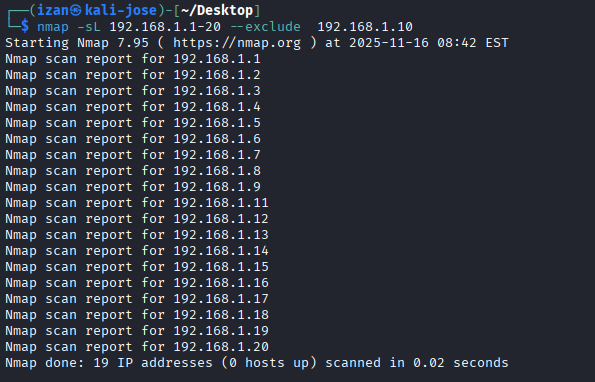 ┌──(izan㉿kali-jose)-[~/Desktop]
└─$ nmap -sL 192.168.1.1-20 --exclude  192.168.1.10
Starting Nmap 7.95 ( https://nmap.org ) at 2025-11-16 08:42 EST
Nmap scan report for 192.168.1.1
Nmap scan report for 192.168.1.2
Nmap scan report for 192.168.1.3
Nmap scan report for 192.168.1.4
Nmap scan report for 192.168.1.5
Nmap scan report for 192.168.1.6
Nmap scan report for 192.168.1.7
Nmap scan report for 192.168.1.8
Nmap scan report for 192.168.1.9
Nmap scan report for 192.168.1.11
Nmap scan report for 192.168.1.12
Nmap scan report for 192.168.1.13
Nmap scan report for 192.168.1.14
Nmap scan report for 192.168.1.15
Nmap scan report for 192.168.1.16
Nmap scan report for 192.168.1.17
Nmap scan report for 192.168.1.18
Nmap scan report for 192.168.1.19
Nmap scan report for 192.168.1.20
Nmap done: 19 IP addresses (0 hosts up) scanned in 0.02 seconds